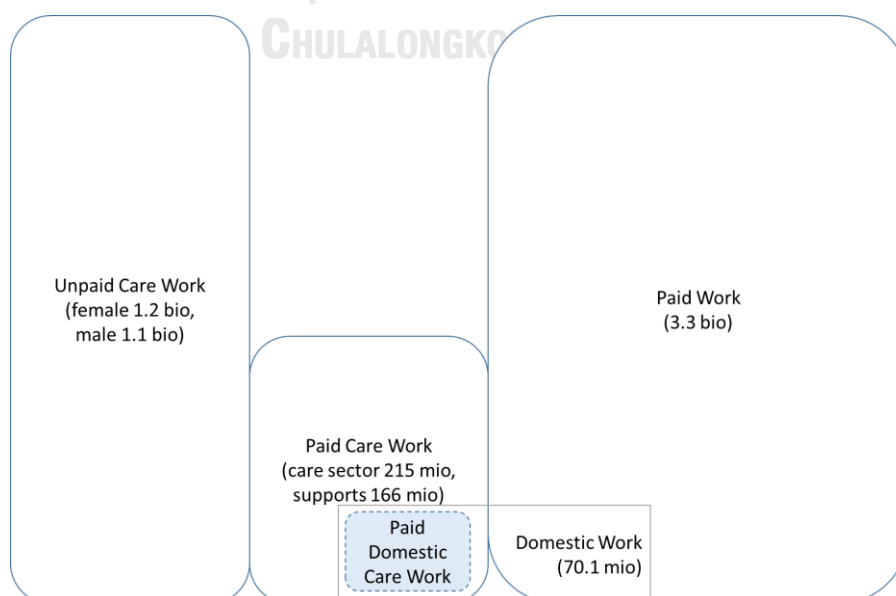 CHULALONGKO
Unpaid Care Work
(female 1.2 bio,
male 1.1 bio)
Paid Work
(3.3 bio)
Paid Care Work
(care sector 215 mio,
supports 166 mio)
Paid
Domestic
Care Work
Domestic Work
(70.1 mio)